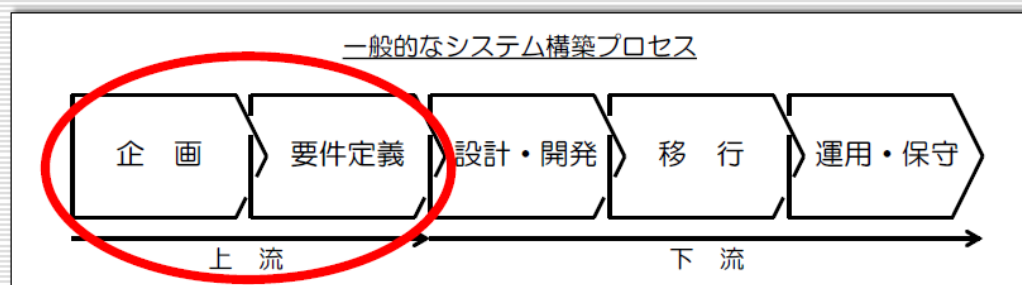 一般的なシステム構築プロセス
企 画 要件定義 設計・開発 移 行 運用・保守
上 流 下 流